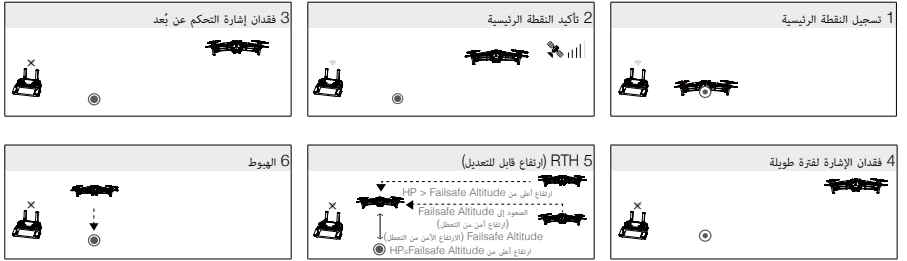 1 تسجيل النقطة الرئيسية
2 تأكيد النقطة الرئيسية
3 فقدان إشارة التحكم عن بُعد
4 فقدان الإشارة لفترة طويلة
5 RTH (ارتفاع قابل للتعديل)
ارتفاع أعلى من HP > Failsafe Altitude
الصعود إلى Failsafe Altitude
(ارتفاع آمن من التعطل)
Failsafe Altitude (الارتفاع الآمن من التعطل)
ارتفاع أعلى من HP≤Failsafe Altitude
6 الهبوط